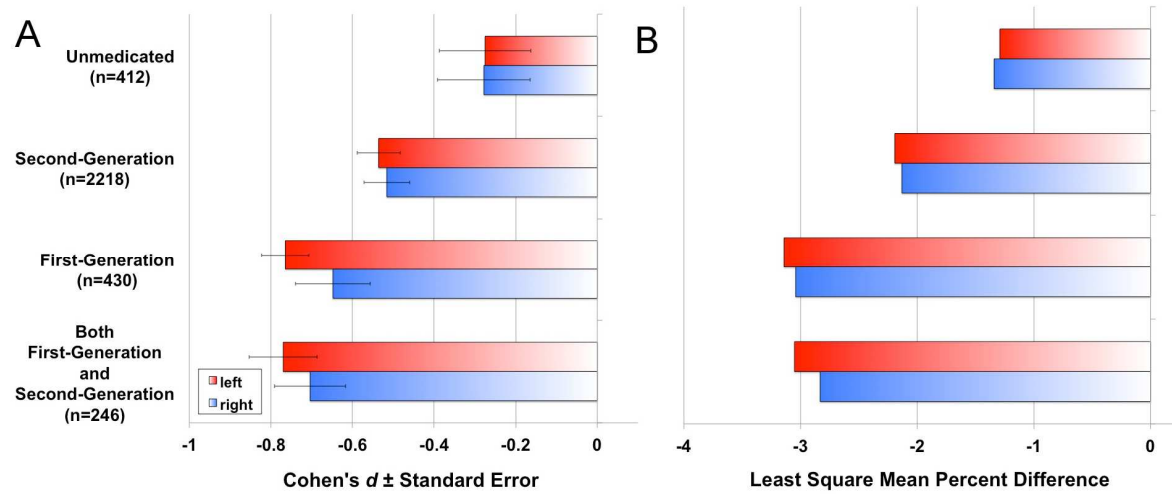 A
Unmedicated
(n=412)
Second-Generation
(n=2218)
First-Generation
(n=430)
Both
First-Generation
and
Second-Generation
(n=246)
left
right
-1 -0.8 -0.6 -0.4 -0.2 0
Cohen's d ± Standard Error
B
-4 -3 -2 -1 0
Least Square Mean Percent Difference